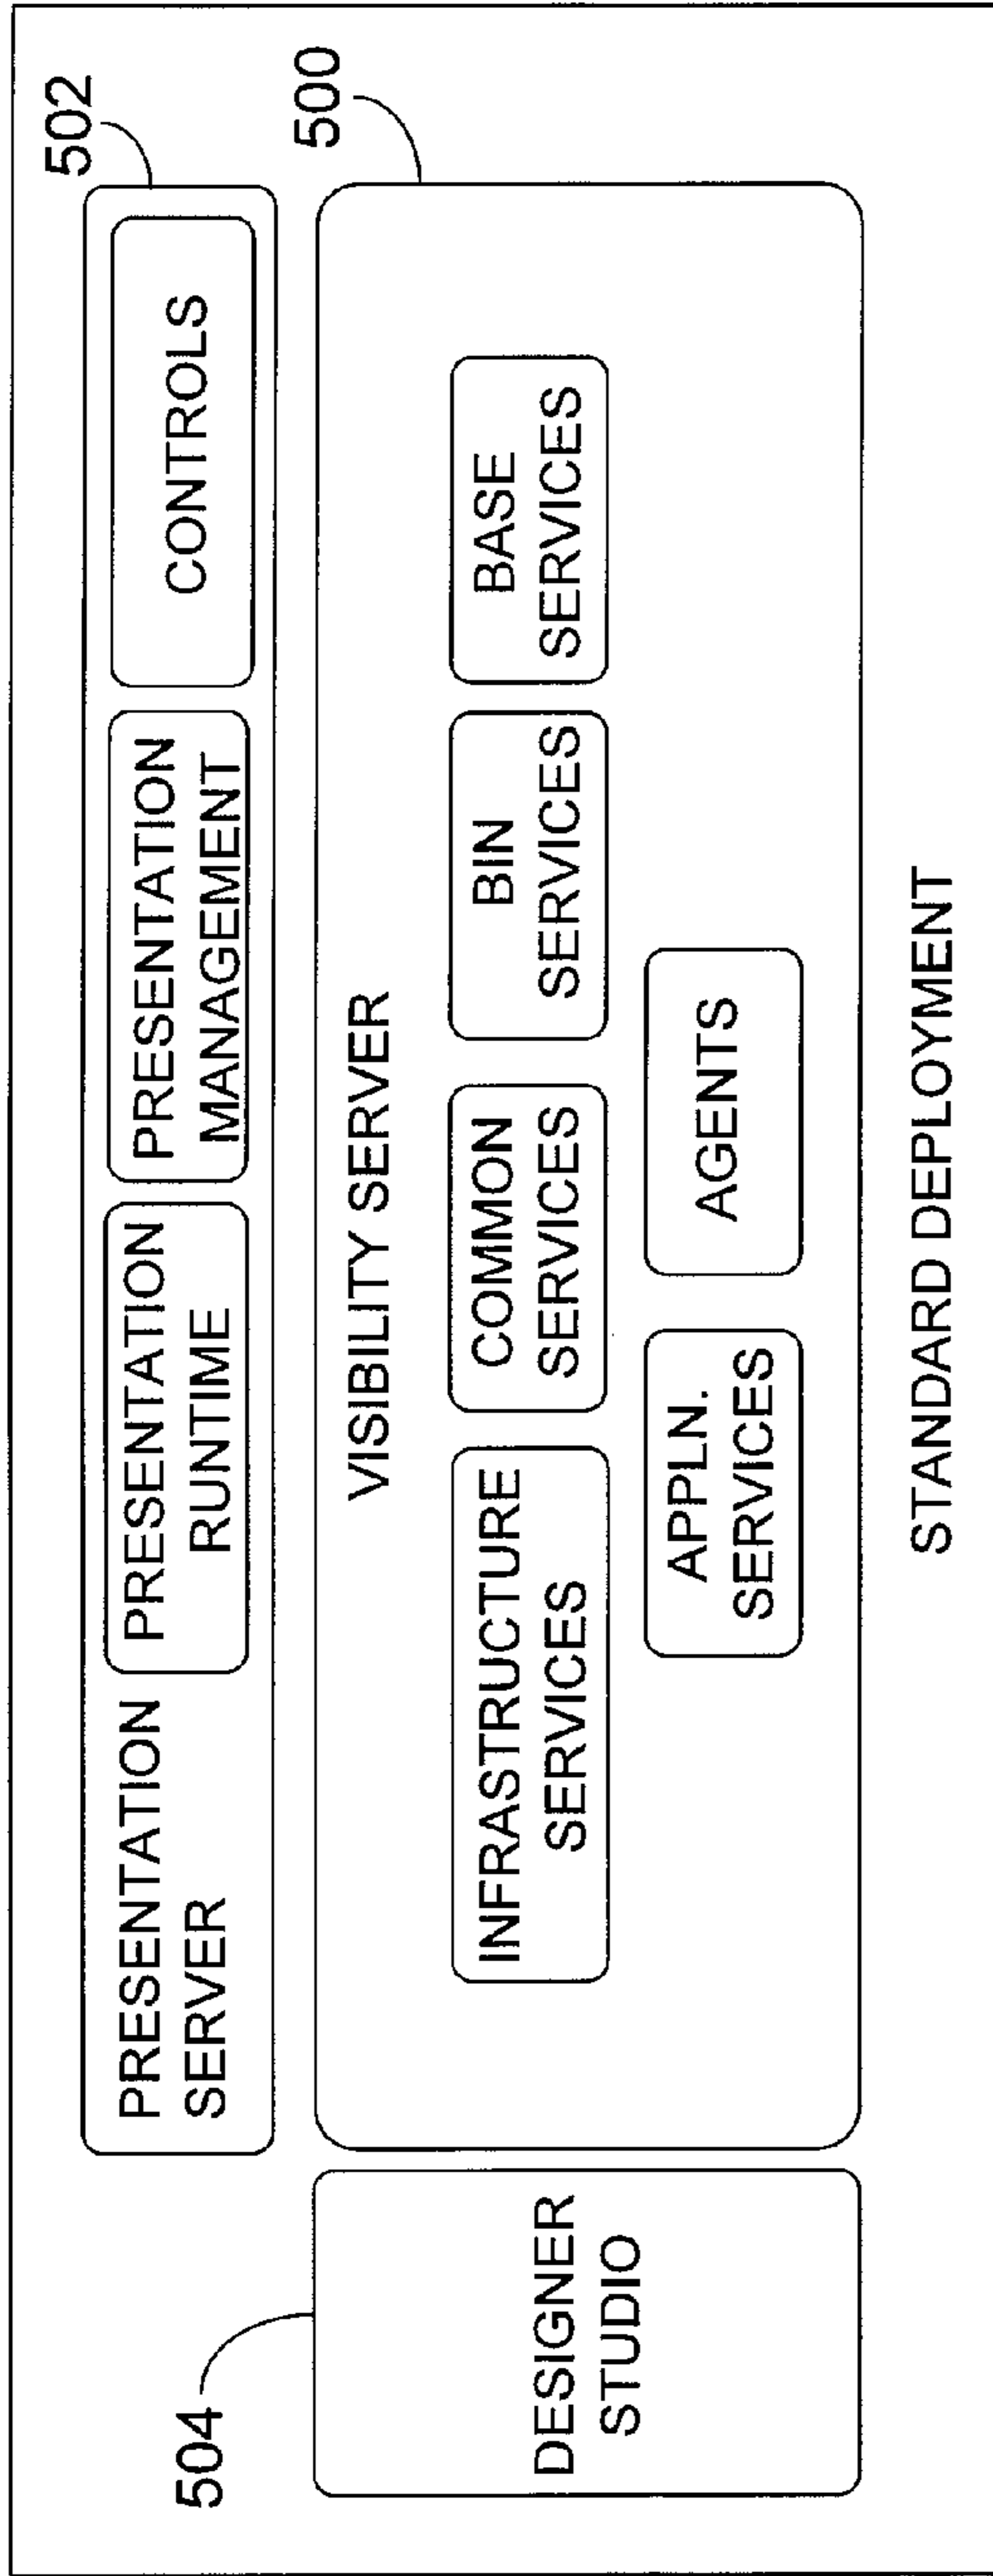 502
PRESENTATION
SERVER
PRESENTATION
RUNTIME
PRESENTATION
MANAGEMENT
CONTROLS
500
VISIBILITY SERVER
INFRASTRUCTURE
SERVICES
COMMON
SERVICES
BIN
SERVICES
BASE
SERVICES
APPLN.
SERVICES
AGENTS
504
DESIGNER
STUDIO
STANDARD DEPLOYMENT